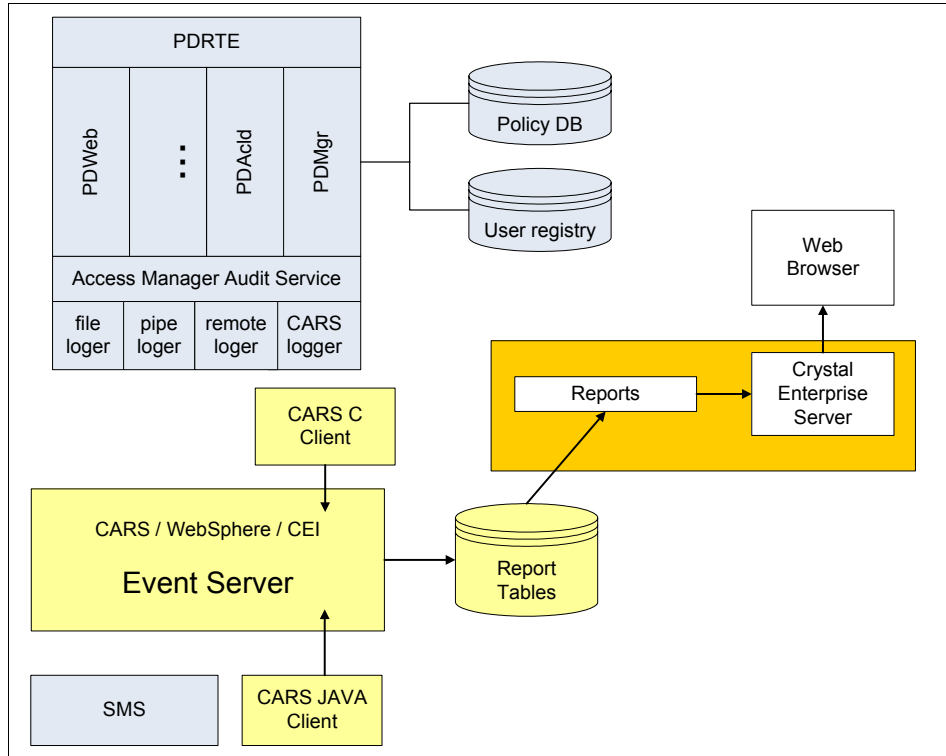 PDRTE
PDWeb
...
PDAcld
PDMgr
Policy DB
User registry
Access Manager Audit Service
file
loger
pipe
loger
remote
loger
CARS
logger
Web
Browser
Reports
Crystal
Enterprise
Server
CARS C
Client
CARS / WebSphere / CEI
Event Server
Report
Tables
SMS
CARS JAVA
Client